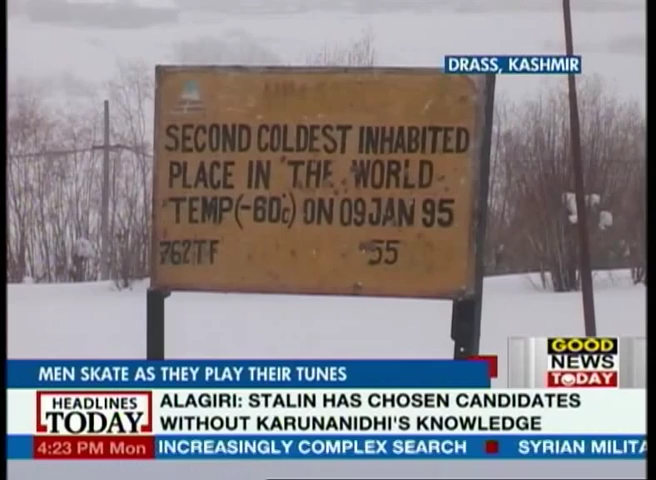 DRASS, KASHMIR
SECOND COLDEST INHABITED
PLACE IN THE WORLD
TEMP(-60c) ON 09 JAN 95
762TF 55
GOOD
NEWS
TODAY
MEN SKATE AS THEY PLAY THEIR TUNES
HEADLINES
TODAY
ALAGIRI: STALIN HAS CHOSEN CANDIDATES
WITHOUT KARUNANIDHI'S KNOWLEDGE
4:23 PM Mon INCREASINGLY COMPLEX SEARCH SYRIAN MILITA